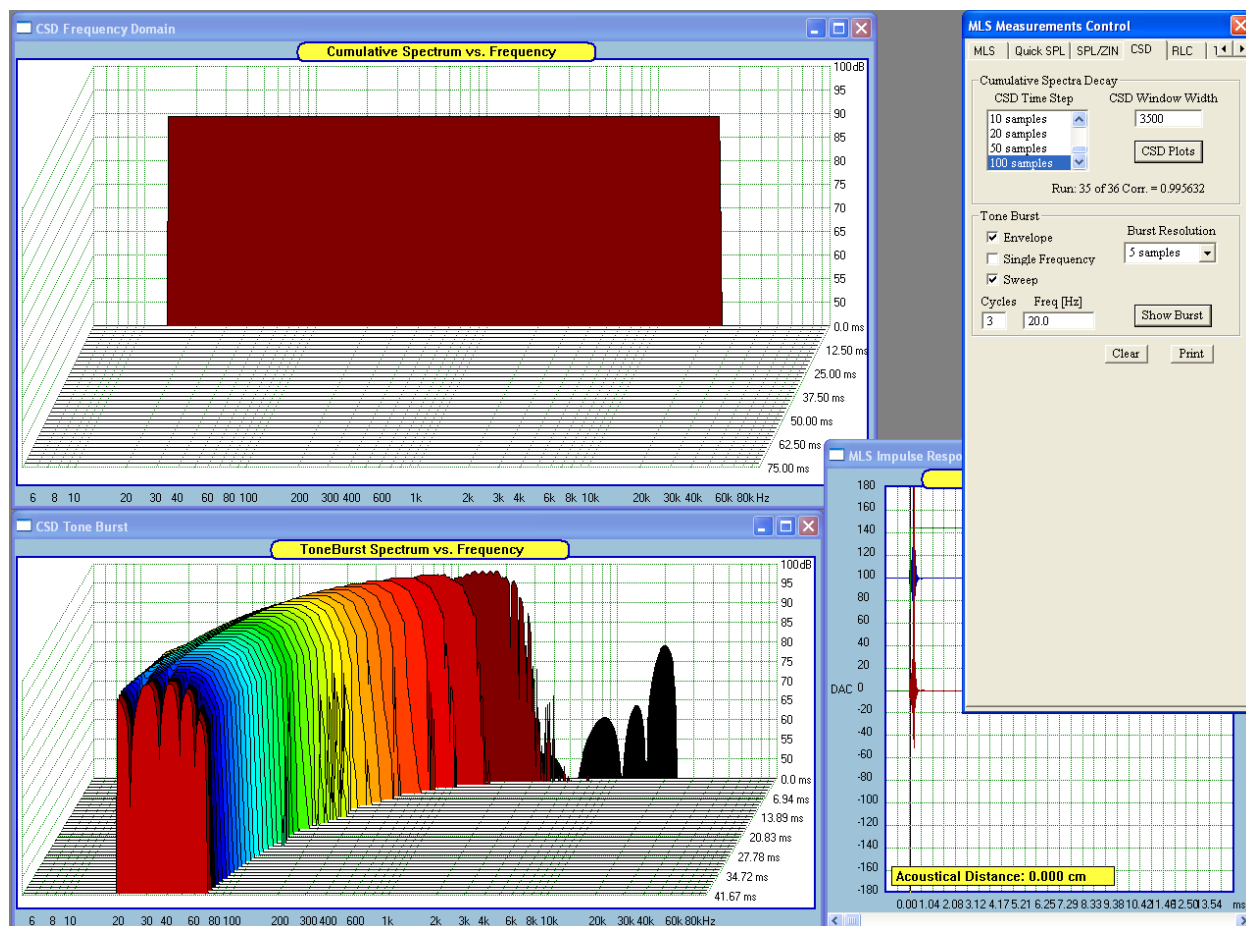 CSD Frequency Domain
Cumulative Spectrum vs. Frequency
100dB
95
90
85
80
75
70
65
60
55
50
0.0 ms
12.50 ms
25.00 ms
37.50 ms
50.00 ms
62.50 ms
75.00 ms
6 8 10 20 30 40 60 80 100 200 300 400 600 1k 2k 3k 4k 6k 8k 10k 20k 30k 40k 60k 80k Hz
CSD Tone Burst
ToneBurst Spectrum vs. Frequency
100dB
95
90
85
80
75
70
65
60
55
50
0.0 ms
6.94 ms
13.89 ms
20.83 ms
27.78 ms
34.72 ms
41.67 ms
6 8 10 20 30 40 60 80 100 200 300 400 600 1k 2k 3k 4k 6k 8k 10k 20k 30k 40k 60k 80k Hz
MLS Measurements Control
MLS Quick SPL SPL/ZIN CSD RLC
Cumulative Spectra Decay
CSD Time Step CSD Window Width
10 samples 3500
20 samples
50 samples CSD Plots
100 samples
Run: 35 of 36 Corr. = 0.995632
Tone Burst
Envelope Burst Resolution
Single Frequency 5 samples
Sweep
Cycles Freq [Hz]
3 20.0 Show Burst
Clear Print
MLS Impulse Respo
180
160
140
120
100
80
60
40
20
DAC 0
-20
-40
-60
-80
-100
-120
-140
-160
-180
Acoustical Distance: 0.000 cm
0.00 1.04 2.08 3.12 4.17 5.21 6.25 7.29 8.33 9.38 10.42 11.46 12.50 13.54 ms